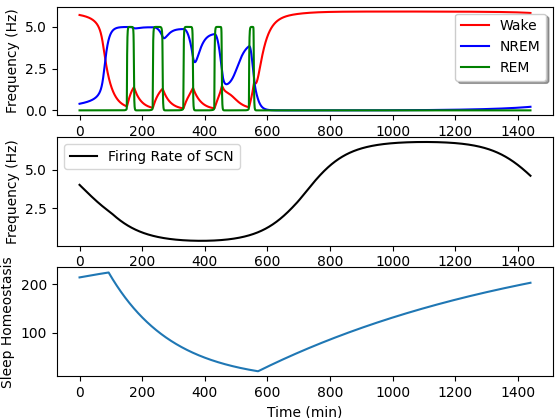 Frequency (Hz)
5.0
2.5
0.0
Wake
NREM
REM
0 200 400 600 800 1000 1200 1400
Frequency (Hz)
5.0
2.5
Firing Rate of SCN
0 200 400 600 800 1000 1200 1400
Sleep Homeostasis
200
100
0 200 400 600 800 1000 1200 1400
Time (min)